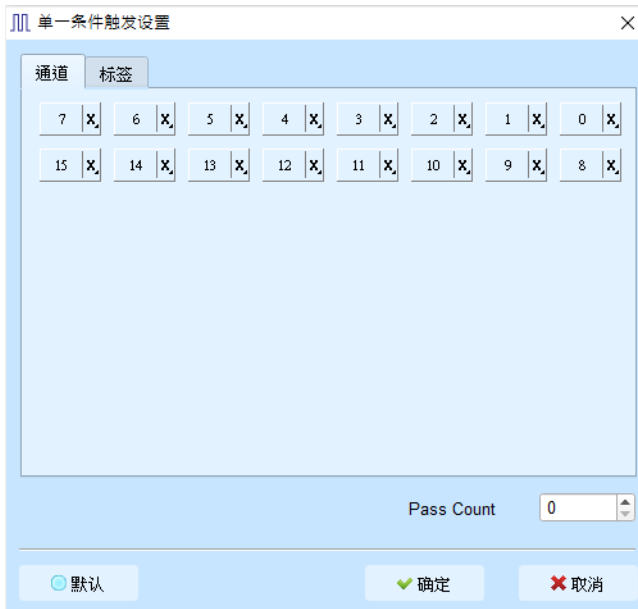 单一条件触发设置
通道 标签
7 X 6 X 5 X 4 X 3 X 2 X 1 X 0 X
15 X 14 X 13 X 12 X 11 X 10 X 9 X 8 X
Pass Count 0
默认 确定 取消